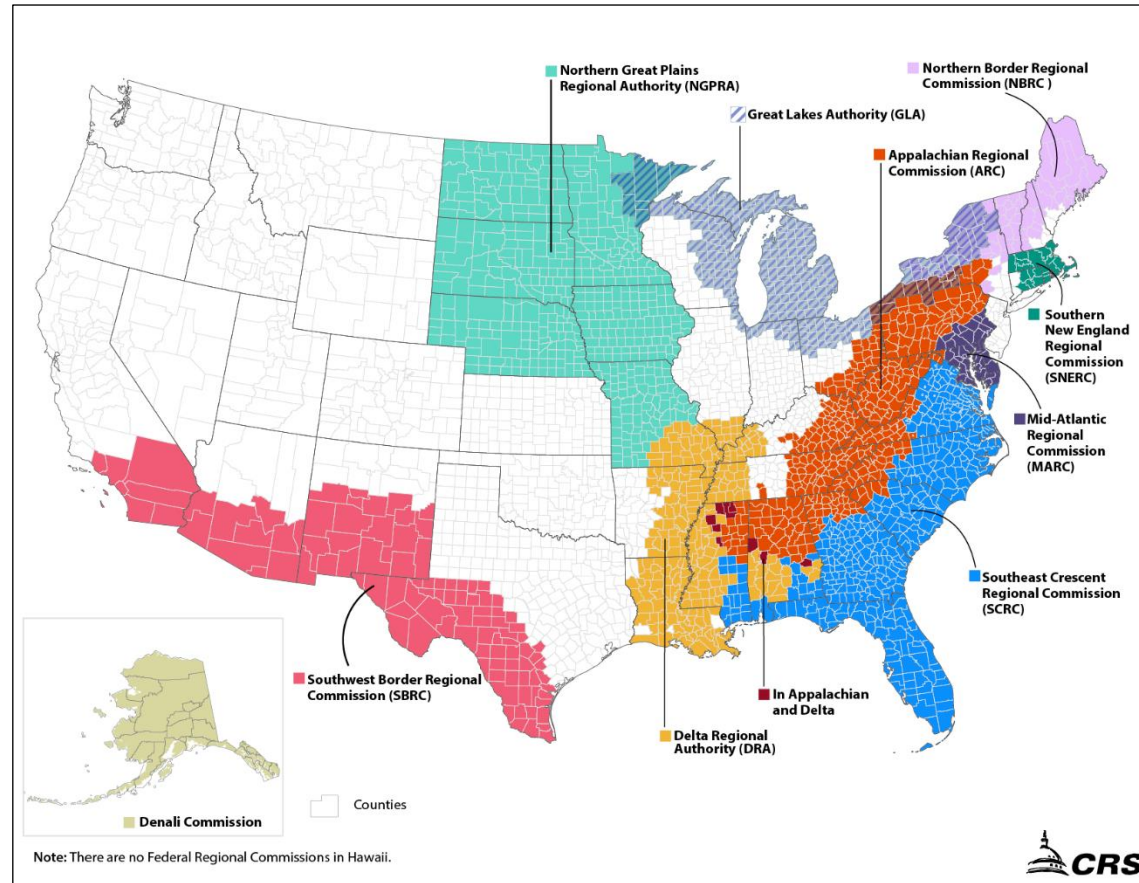 Northern Great Plains
Regional Authority (NGPRA)
Northern Border Regional
Commission (NBRC )
Great Lakes Authority (GLA)
Appalachian Regional
Commission (ARC)
Southern
New England
Regional
Commission
(SNERC)
Mid-Atlantic
Regional
Commission
(MARC)
Southeast Crescent
Regional Commission
(SCRC)
Southwest Border Regional
Commission (SBRC)
In Appalachian
and Delta
Delta Regional
Authority (DRA)
Counties
Denali Commission
Note: There are no Federal Regional Commissions in Hawaii.
CRS